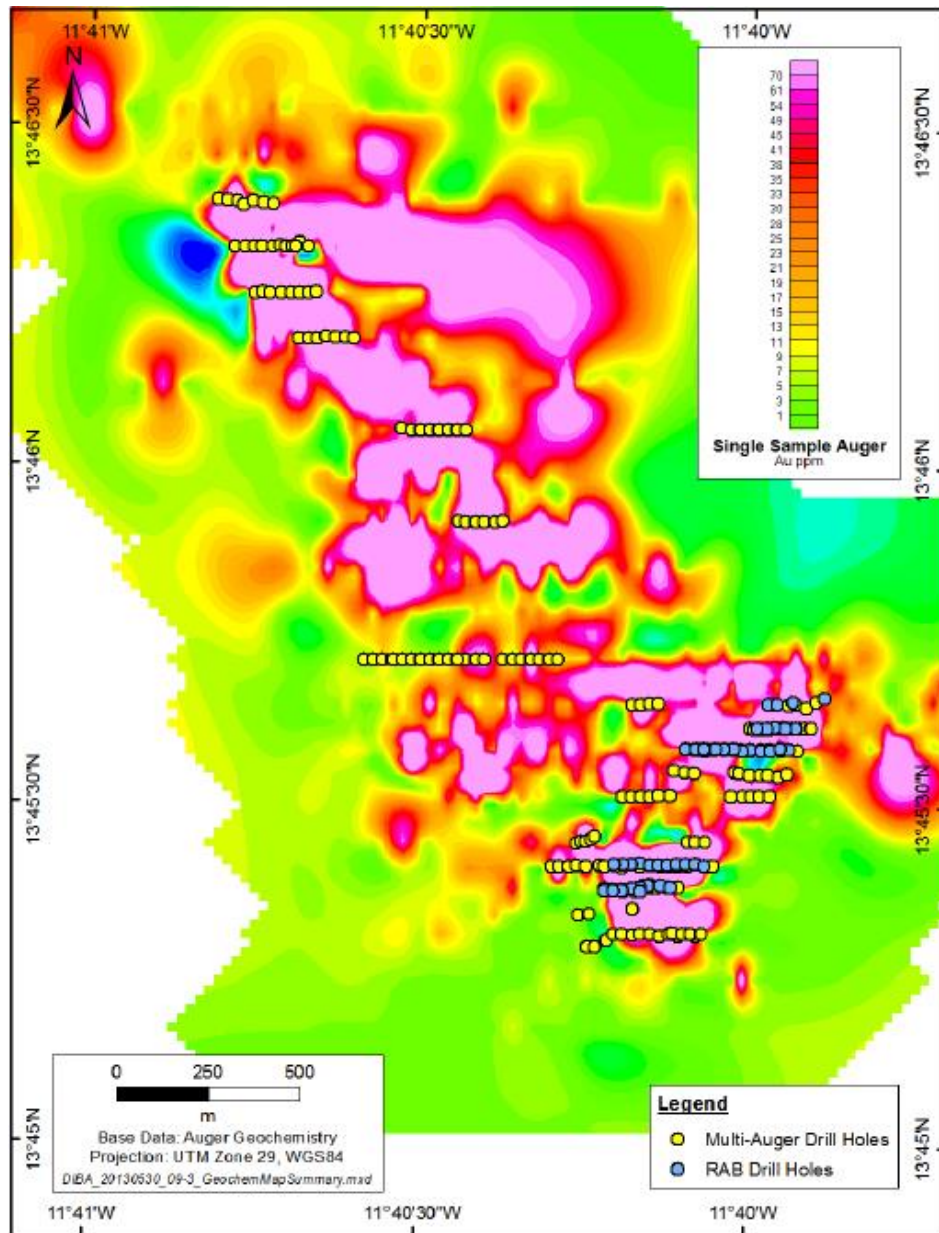 11°41'W
11°40'30"W
11°40'W
N
13°46'30"N
13°46'30"N
70
61
54
49
45
41
38
35
33
30
28
25
23
21
19
17
15
13
11
9
7
5
3
1
Single Sample Auger
Au ppm
13°46'N
13°46'N
13°45'30"N
13°45'30"N
0 250 500
m
Base Data: Auger Geochemistry
Projection: UTM Zone 29, WGS84
DIBA_20130530_09-3_GeochemMapSummary.mxd
Legend
Multi-Auger Drill Holes
RAB Drill Holes
13°45'N
13°45'N
11°41'W
11°40'30"W
11°40'W